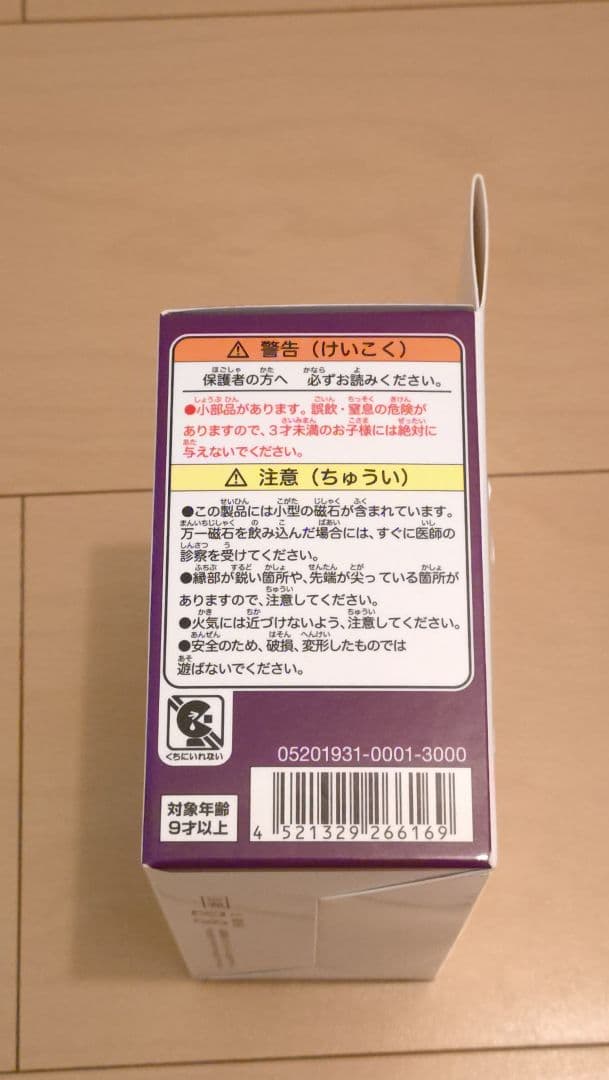 ⚠ 警告（けいこく）
保護者の方へ 必ずお読みください。
●小部品があります。誤飲・窒息の危険が
ありますので、3才未満のお子様には絶対に
与えないでください。
⚠ 注意（ちゅうい）
●この製品には小型の磁石が含まれています。
万一磁石を飲み込んだ場合には、すぐに医師の
診察を受けてください。
●縁部が鋭い箇所や、先端が尖っている箇所が
ありますので、注意してください。
●火気には近づけないよう、注意してください。
●安全のため、破損、変形したものでは
遊ばないでください。
くちにいれない
05201931-0001-3000
対象年齢
9才以上
4 521329 266169